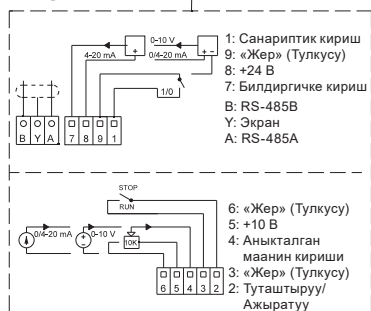 0-10 V
4-20 mA
0/4-20 mA
+
+ -
1/0
B Y A
7 8 9 1
1: Санариптик кириш
9: «Жер» (Тулкусу)
8: +24 В
7: Билдиргичке кириш
B: RS-485B
Y: Экран
A: RS-485A
STOP
RUN
0/4-20 mA
0-10 V
+
-
10K
6 5 4 3 2
6: «Жер» (Тулкусу)
5: +10 В
4: Аныкталган
маанин кириши
3: «Жер» (Тулкусу)
2: Туташтыруу/
Ажыратуу